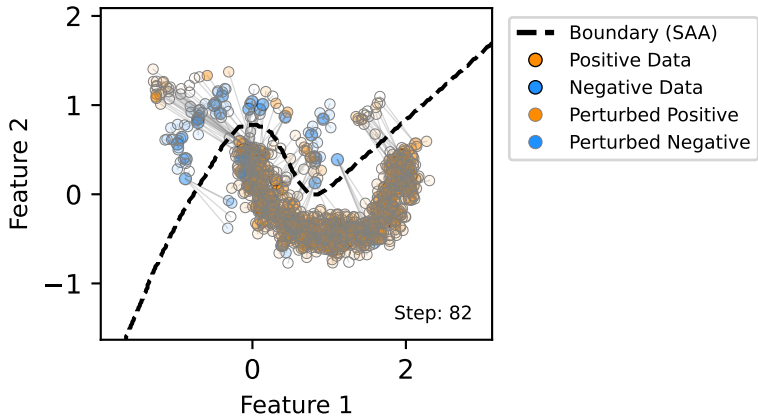 2
1
0
−1
Feature 2
0
2
Feature 1
Step: 82
Boundary (SAA)
Positive Data
Negative Data
Perturbed Positive
Perturbed Negative